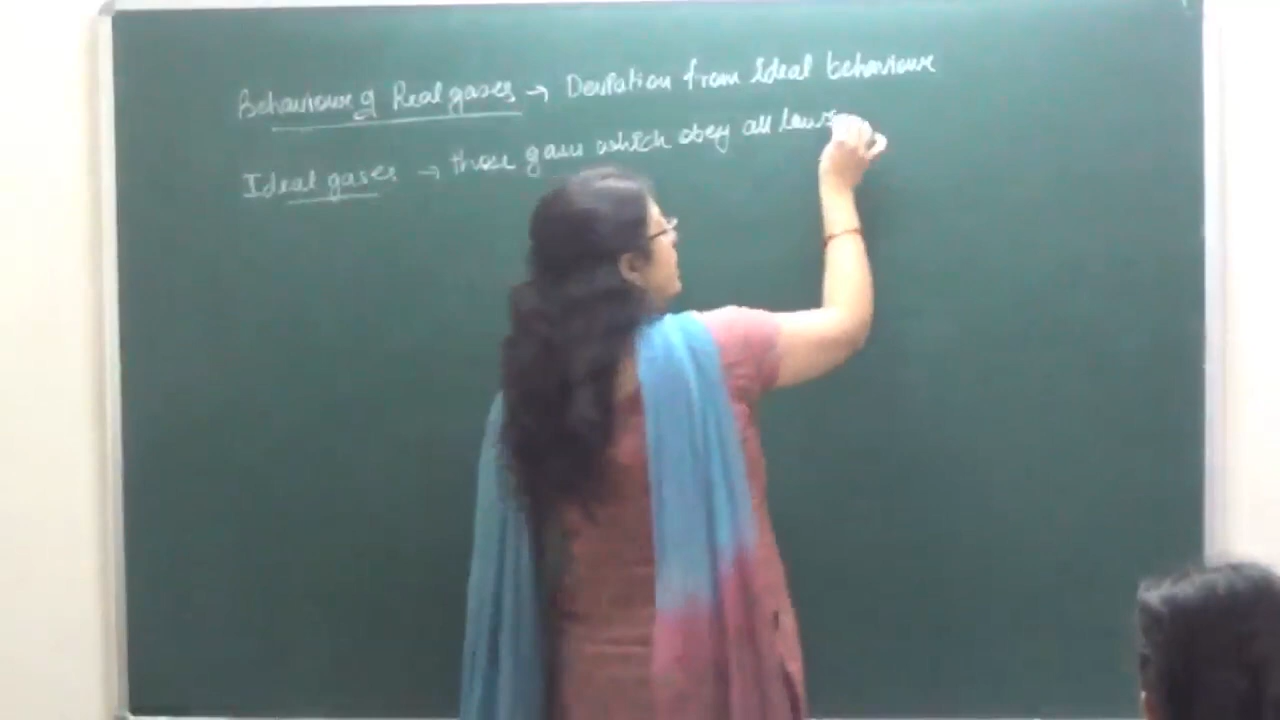 Behaviour of Real gases → Deviation from Ideal behaviour
Ideal gases → those gases which obey all laws